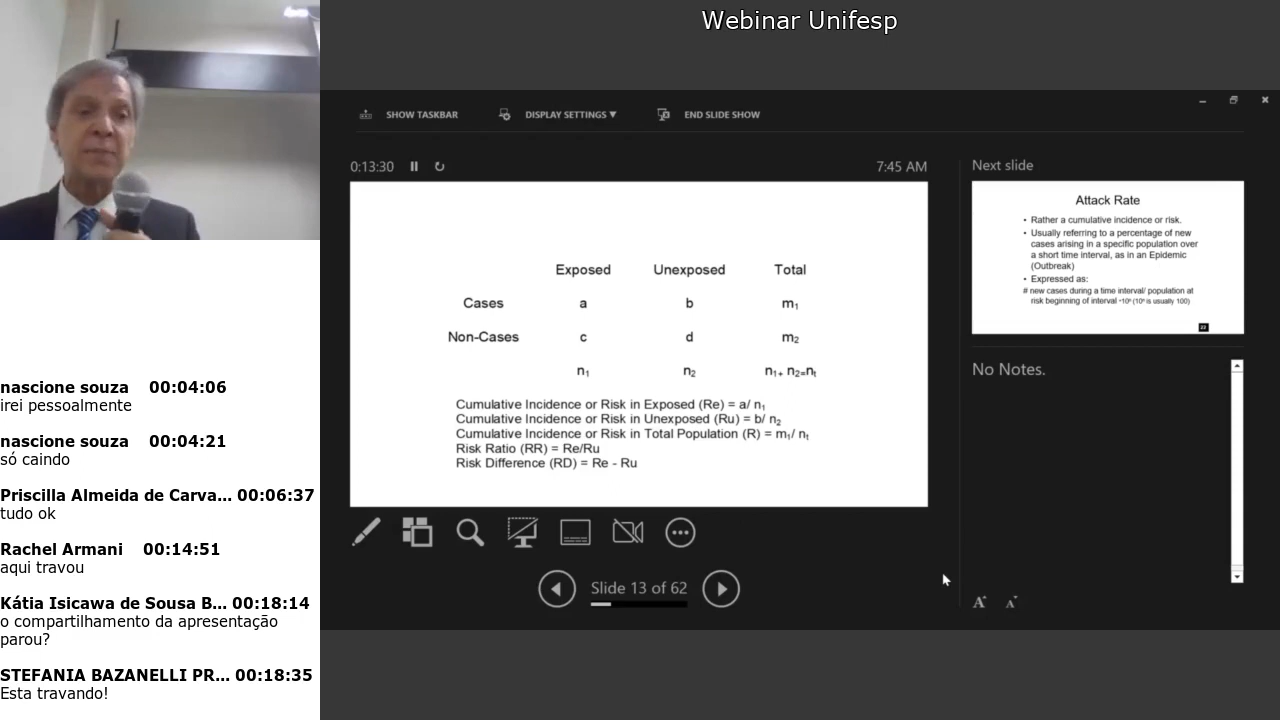 Webinar Unifesp
SHOW TASKBAR
DISPLAY SETTINGS ▼
END SLIDE SHOW
0:13:30
7:45 AM
Exposed Unexposed Total
Cases a b m₁
Non-Cases c d m₂
n₁ n₂ n₁+ n₂=nₜ
Cumulative Incidence or Risk in Exposed (Re) = a/ n₁
Cumulative Incidence or Risk in Unexposed (Ru) = b/ n₂
Cumulative Incidence or Risk in Total Population (R) = m₁/ nₜ
Risk Ratio (RR) = Re/Ru
Risk Difference (RD) = Re - Ru
Slide 13 of 62
Next slide
Attack Rate
• Rather a cumulative incidence or risk.
• Usually referring to a percentage of new
cases arising in a specific population over
a short time interval, as in an Epidemic
(Outbreak)
• Expressed as:
# new cases during a time interval/ population at
risk beginning of interval (10ⁿ is usually 100)
No Notes.
A A
nascione souza 00:04:06
irei pessoalmente
nascione souza 00:04:21
só caindo
Priscilla Almeida de Carva... 00:06:37
tudo ok
Rachel Armani 00:14:51
aqui travou
Kátia Isicawa de Sousa B... 00:18:14
o compartilhamento da apresentação
parou?
STEFANIA BAZANELLI PR... 00:18:35
Esta travando!